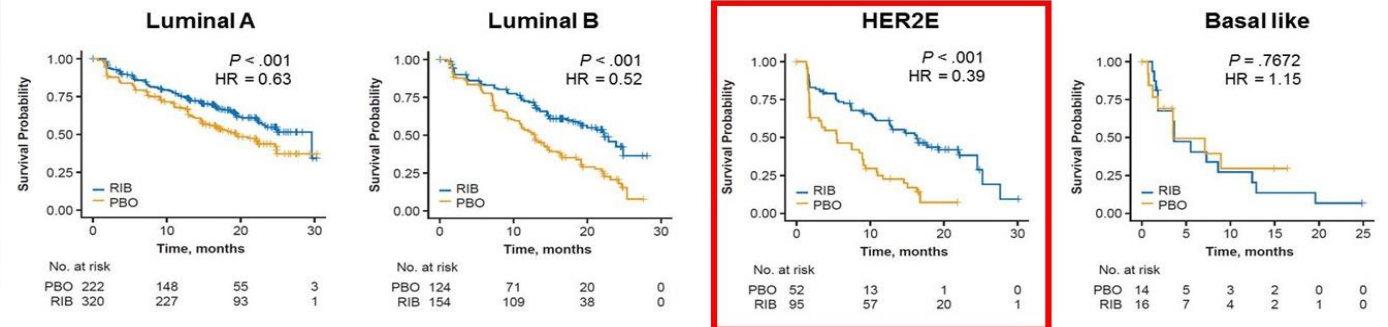 Luminal A
P < .001
HR = 0.63
Survival Probability
1.00
0.75
0.50
0.25
0.00
RIB
PBO
0 10 20 30
Time, months
No. at risk
PBO 222 148 55 3
RIB 320 227 93 1
Luminal B
P < .001
HR = 0.52
Survival Probability
1.00
0.75
0.50
0.25
0.00
RIB
PBO
0 10 20 30
Time, months
No. at risk
PBO 124 71 20 0
RIB 154 109 38 0
HER2E
P < .001
HR = 0.39
Survival Probability
1.00
0.75
0.50
0.25
0.00
RIB
PBO
0 10 20 30
Time, months
No. at risk
PBO 52 13 1 0
RIB 95 57 20 1
Basal like
P = .7672
HR = 1.15
Survival Probability
1.00
0.75
0.50
0.25
0.00
RIB
PBO
0 5 10 15 20 25
Time, months
No. at risk
PBO 14 5 3 2 0 0
RIB 16 7 4 2 1 0